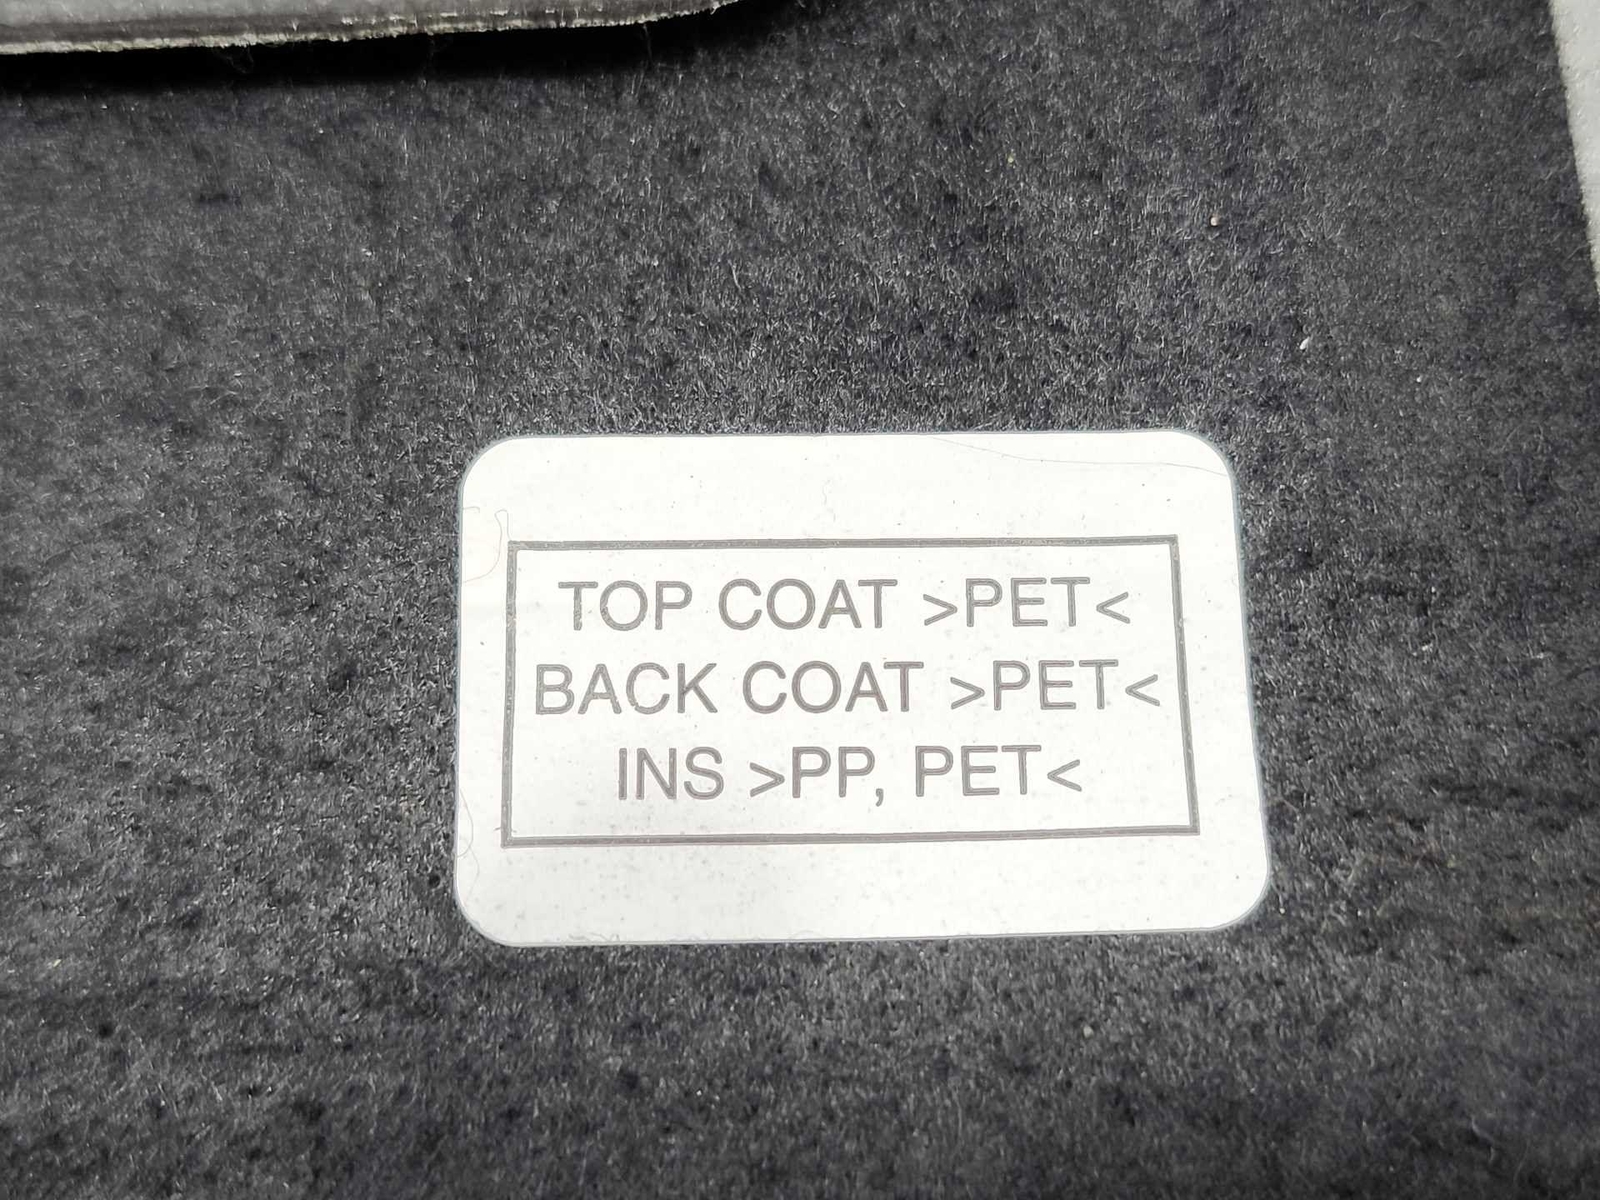 TOP COAT >PET<
BACK COAT >PET<
INS >PP, PET<